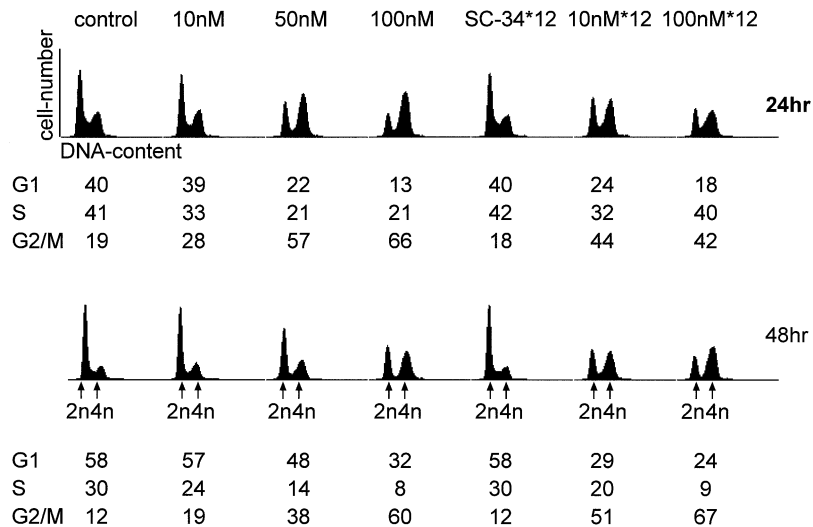 control 10nM 50nM 100nM SC-34*12 10nM*12 100nM*12
cell-number
24hr
DNA-content
G1 40 39 22 13 40 24 18
S 41 33 21 21 42 32 40
G2/M 19 28 57 66 18 44 42
48hr
2n4n 2n4n 2n4n 2n4n 2n4n 2n4n 2n4n
G1 58 57 48 32 58 29 24
S 30 24 14 8 30 20 9
G2/M 12 19 38 60 12 51 67